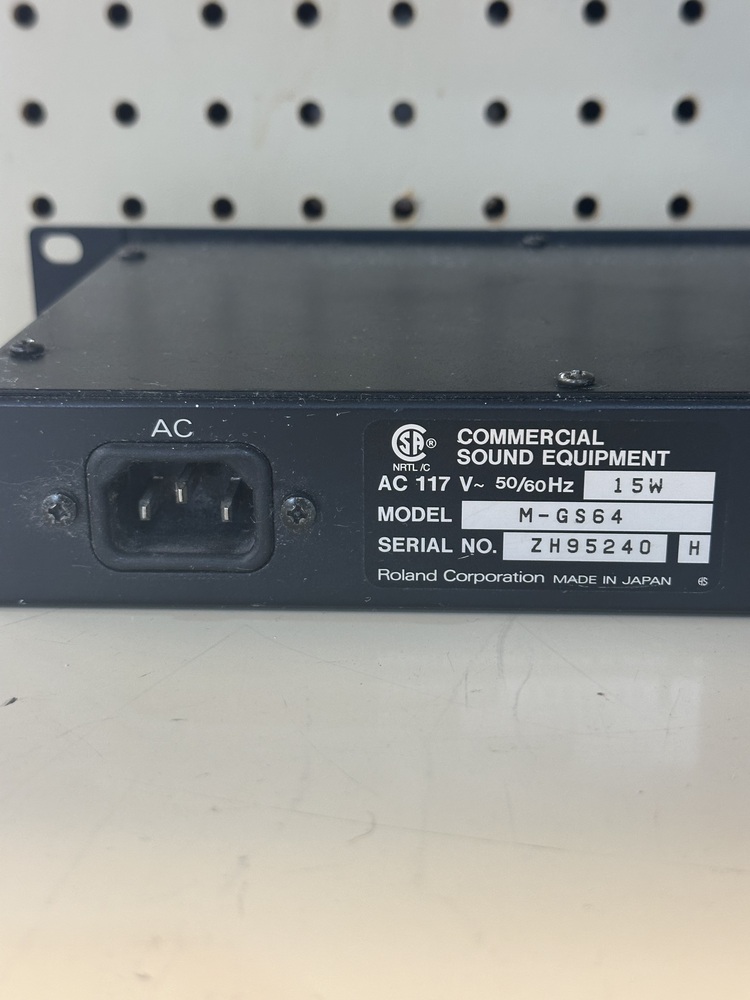 AC
SA ®
NRTL /C
COMMERCIAL
SOUND EQUIPMENT
AC 117 V~ 50/60Hz 15W
MODEL M-GS64
SERIAL NO. ZH95240 H
Roland Corporation MADE IN JAPAN